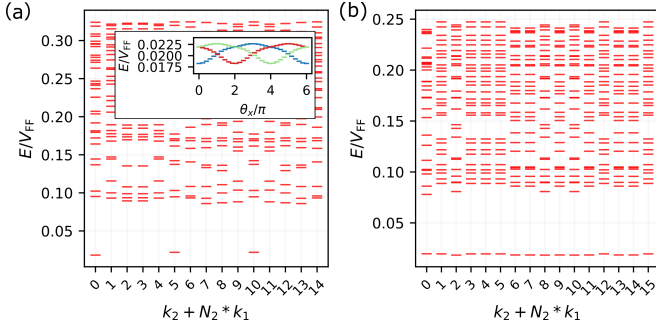 (a)
(b)
0.30
0.25
0.20
0.15
0.10
0.05
E/V_FF
0 1 2 3 4 5 6 7 8 9 10 11 12 13 14
k_2 + N_2 * k_1
E/V_FF
0.0225
0.0200
0.0175
0 2 4 6
θ_x/π
0.25
0.20
0.15
0.10
0.05
E/V_FF
0 1 2 3 4 5 6 7 8 9 10 11 12 13 14 15
k_2 + N_2 * k_1